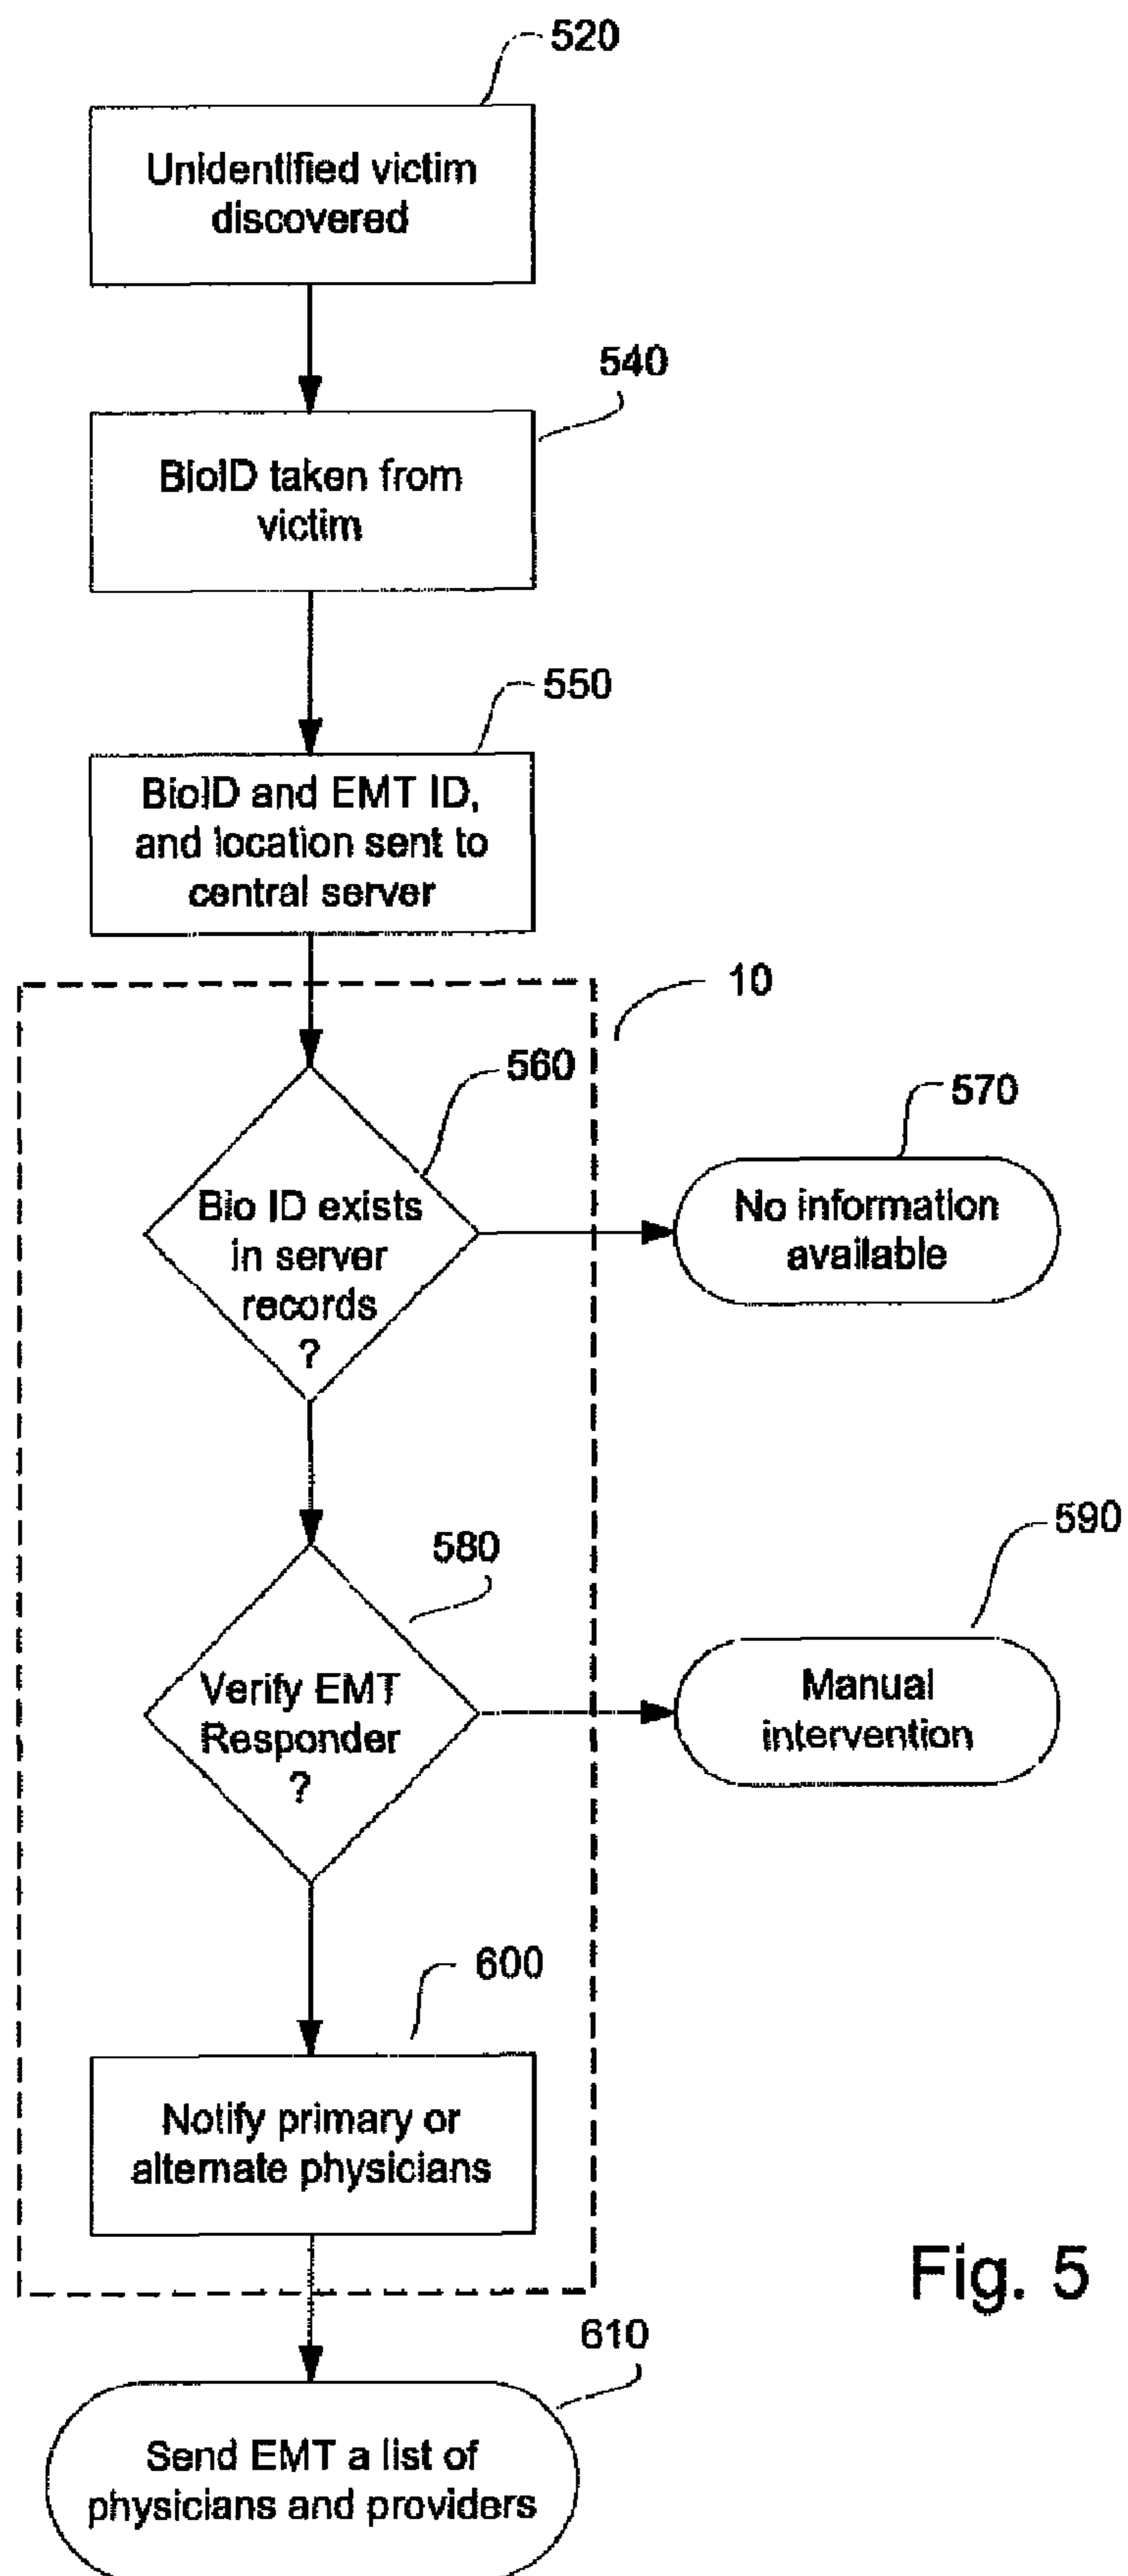 520
Unidentified victim
discovered
540
BioID taken from
victim
550
BioID and EMT ID,
and location sent to
central server
10
560
Bio ID exists
in server
records
?
570
No information
available
580
Verify EMT
Responder
?
590
Manual
intervention
600
Notify primary or
alternate physicians
Fig. 5
610
Send EMT a list of
physicians and providers